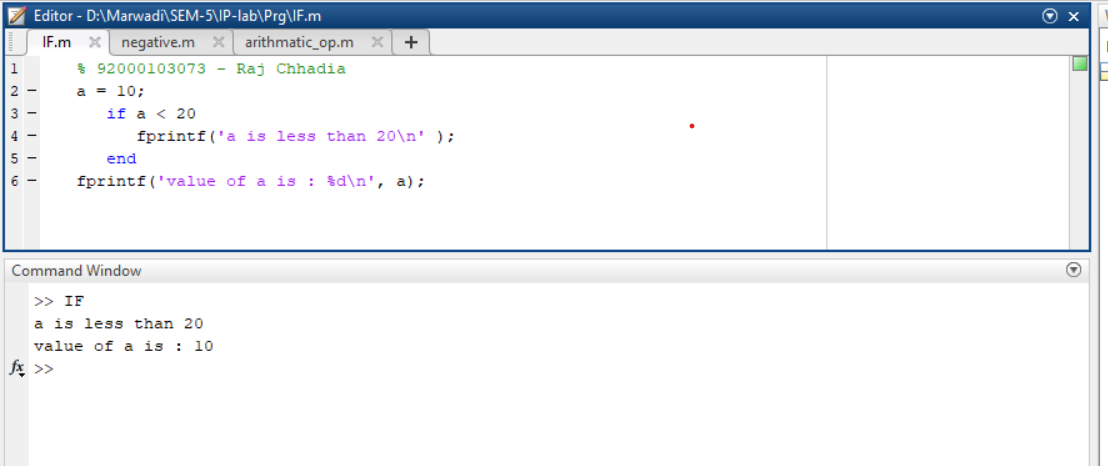 Editor - D:\Marwadi\SEM-5\IP-lab\Prg\IF.m
IF.m negative.m arithmatic_op.m +
1 % 92000103073 - Raj Chhadia
2 - a = 10;
3 - if a < 20
4 - fprintf('a is less than 20\n' );
5 - end
6 - fprintf('value of a is : %d\n', a);
Command Window
>> IF
a is less than 20
value of a is : 10
fx >>